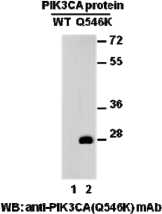 PIK3CA protein
WT Q546K
72
55
36
28
1 2
WB: anti-PIK3CA(Q546K) mAb